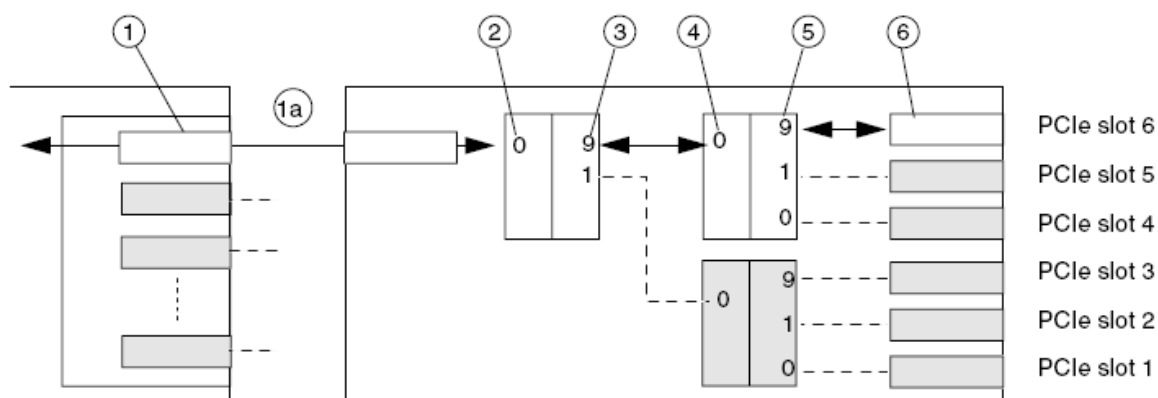 1 2 3 4 5 6
1a
0 9 0 9 PCIe slot 6
1 1 PCIe slot 5
0 PCIe slot 4
9 PCIe slot 3
0 1 PCIe slot 2
0 PCIe slot 1